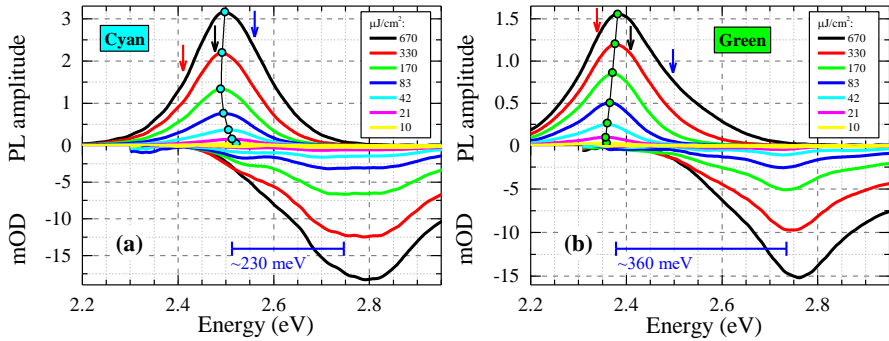 Cyan
μJ/cm²:
670
330
170
83
42
21
10
PL amplitude
mOD
3
2
1
0
-5
-10
-15
(a)
~230 meV
2.2 2.4 2.6 2.8
Energy (eV)
Green
μJ/cm²:
670
330
170
83
42
21
10
PL amplitude
mOD
1.5
1.0
0.5
0
-5
-10
-15
(b)
~360 meV
2.2 2.4 2.6 2.8
Energy (eV)